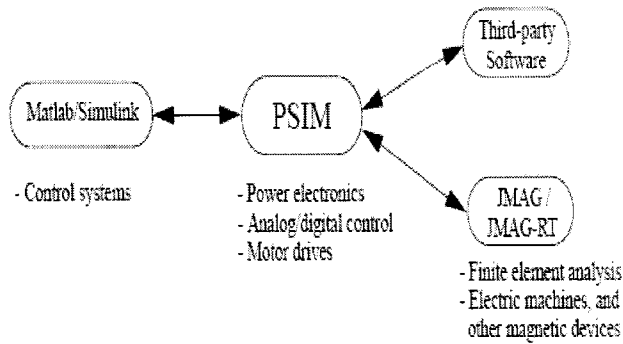 Third-party
Software
Matlab/Simulink
PSIM
- Control systems
- Power electronics
- Analog/digital control
- Motor drives
JMAG /
JMAG-RT
- Finite element analysis
- Electric machines, and
other magnetic devices